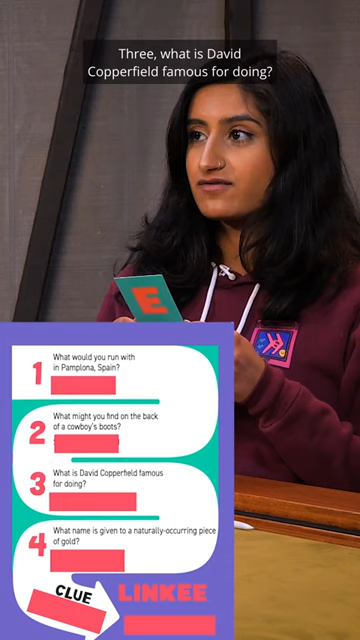 Three, what is David
Copperfield famous for doing?
E
1
What would you run with
in Pamplona, Spain?
2
What might you find on the back
of a cowboy's boots?
3
What is David Copperfield famous
for doing?
4
What name is given to a naturally-occurring piece
of gold?
CLUE
LINKEE